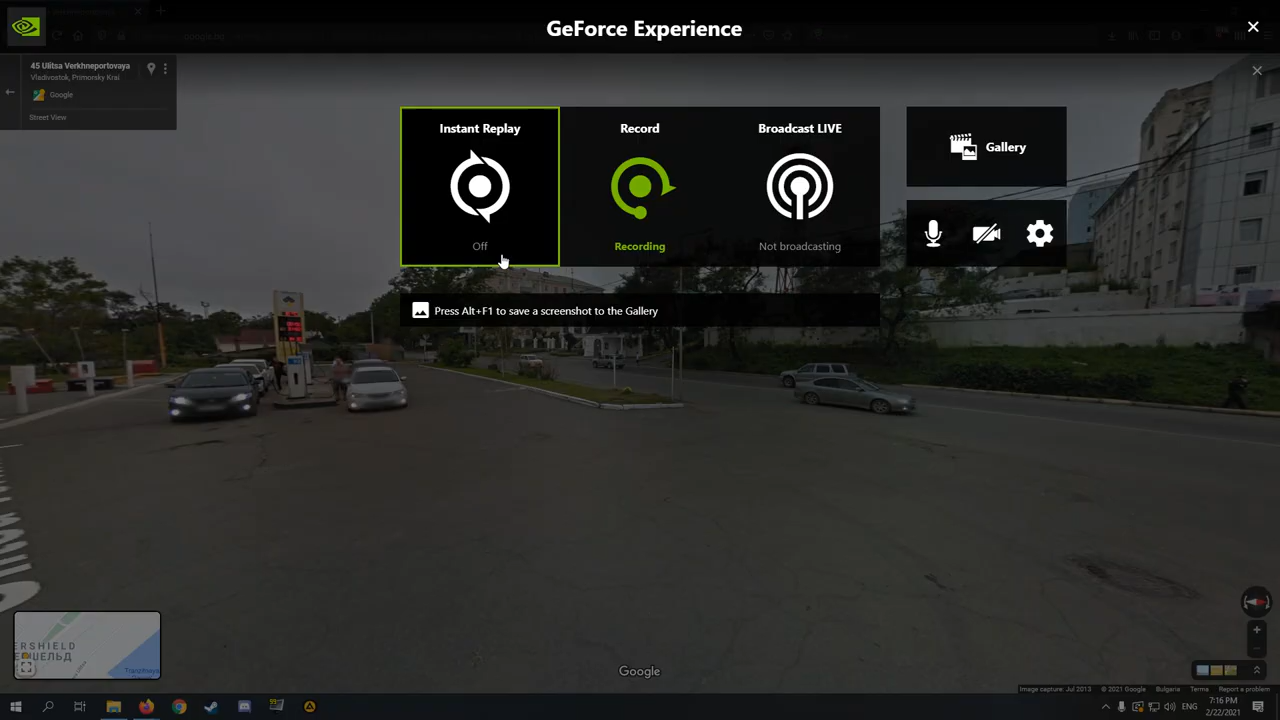 GeForce Experience
45 Ulitsa Verkhneportovaya
Vladivostok, Primorsky Krai
Google
Street View
Instant Replay
Off
Record
Recording
Broadcast LIVE
Not broadcasting
Gallery
Press Alt+F1 to save a screenshot to the Gallery
ERSHIELD
Google
Image capture: Jul 2013 © 2021 Google Bulgaria Terms Report a problem
ENG
7:16 PM
2/22/2021